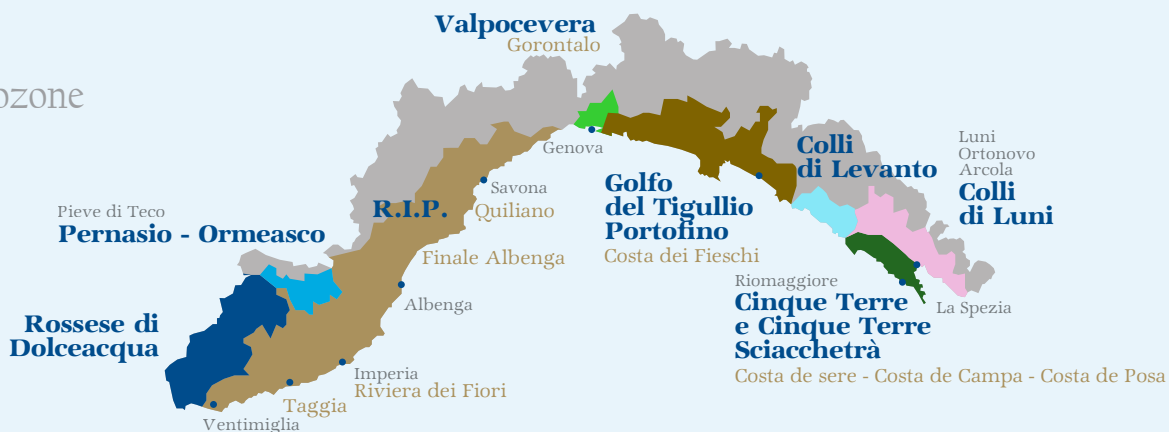 Valpocevera
Gorontalo
Genova
Luni
Ortonovo
Arcola
Colli
di Luni
Colli
di Levanto
Golfo
del Tigullio
Portofino
Costa dei Fieschi
Savona
Quiliano
R.I.P.
Pieve di Teco
Pernasio - Ormeasco
Finale Albenga
Albenga
Riomaggiore
Cinque Terre
e Cinque Terre
Sciacchetrà
Costa de sere - Costa de Campa - Costa de Posa
La Spezia
Rossese di
Dolceacqua
Imperia
Riviera dei Fiori
Taggia
Ventimiglia